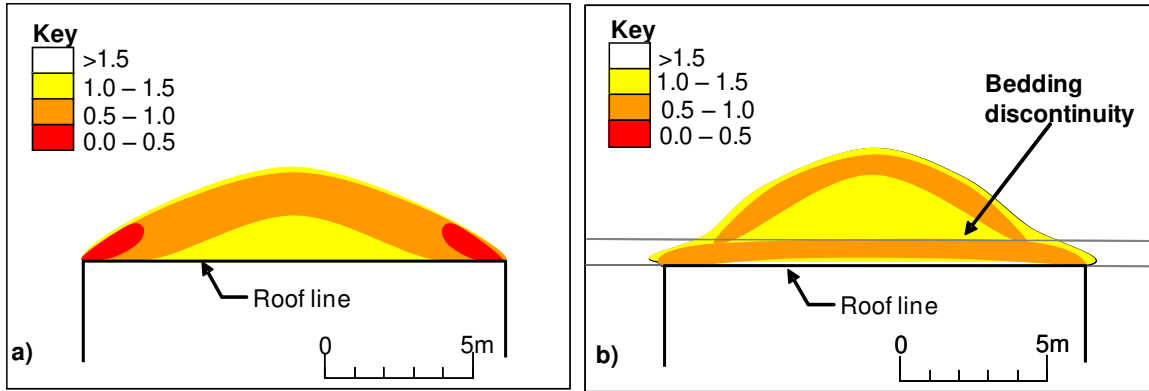 Key
>1.5
1.0 – 1.5
0.5 – 1.0
0.0 – 0.5
Roof line
0
5m
a)
Key
>1.5
1.0 – 1.5
0.5 – 1.0
0.0 – 0.5
Bedding
discontinuity
Roof line
0
5m
b)